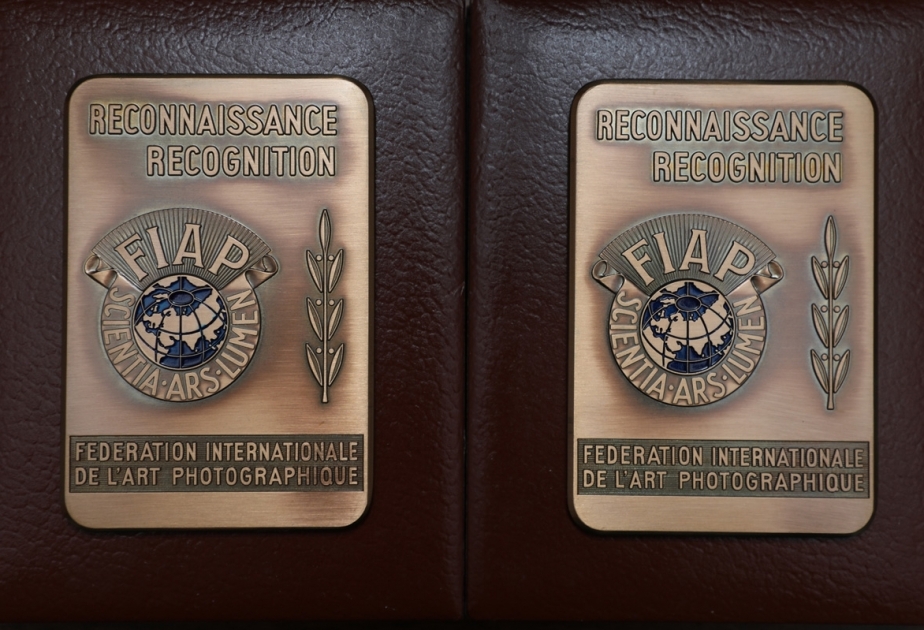 RECONNAISSANCE
RECOGNITION
FIAP
SCIENTIA·ARS·LUMEN
FEDERATION INTERNATIONALE
DE L'ART PHOTOGRAPHIQUE
RECONNAISSANCE
RECOGNITION
FIAP
SCIENTIA·ARS·LUMEN
FEDERATION INTERNATIONALE
DE L'ART PHOTOGRAPHIQUE